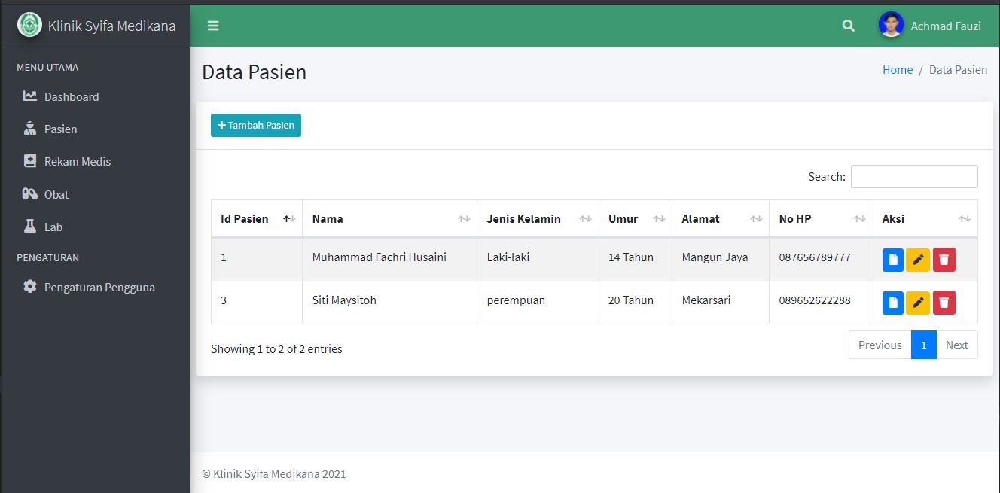 Klinik Syifa Medikana
Achmad Fauzi
MENU UTAMA
Dashboard
Pasien
Rekam Medis
Obat
Lab
PENGATURAN
Pengaturan Pengguna
Data Pasien
Home / Data Pasien
Tambah Pasien
Search:
Id Pasien Nama Jenis Kelamin Umur Alamat No HP Aksi
1 Muhammad Fachri Husaini Laki-laki 14 Tahun Mangun Jaya 087656789777
3 Siti Maysitoh perempuan 20 Tahun Mekarsari 089652622288
Showing 1 to 2 of 2 entries
Previous 1 Next
© Klinik Syifa Medikana 2021